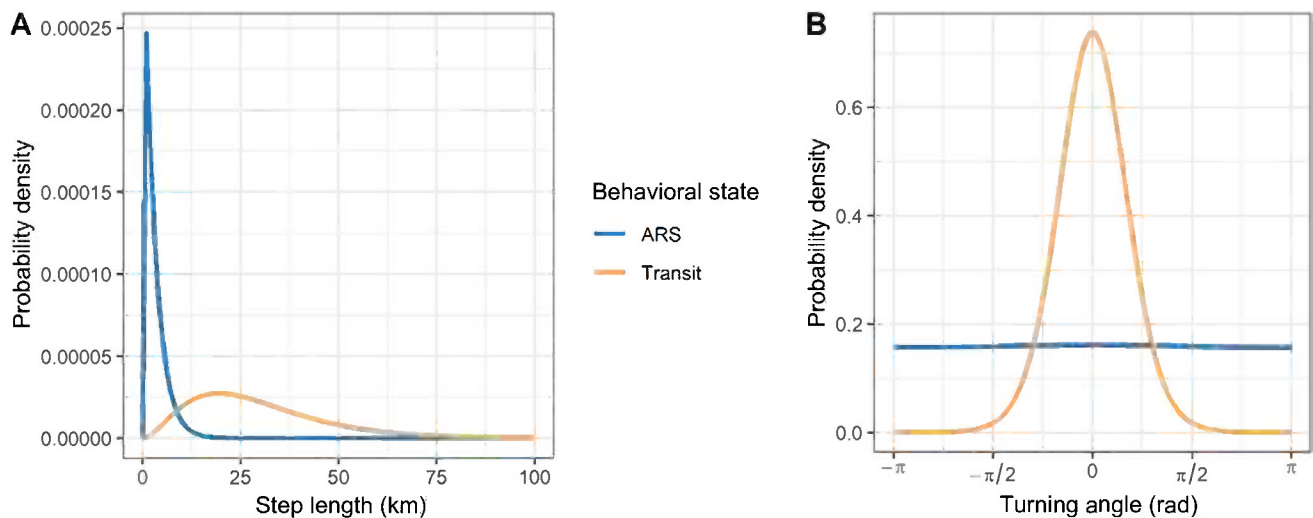 A
0.00025
0.00020
0.00015
0.00010
0.00005
0.00000
Probability density
0
25
50
75
100
Step length (km)
Behavioral state
ARS
Transit
B
0.6
0.4
0.2
0.0
Probability density
−π
−π/2
0
π/2
π
Turning angle (rad)